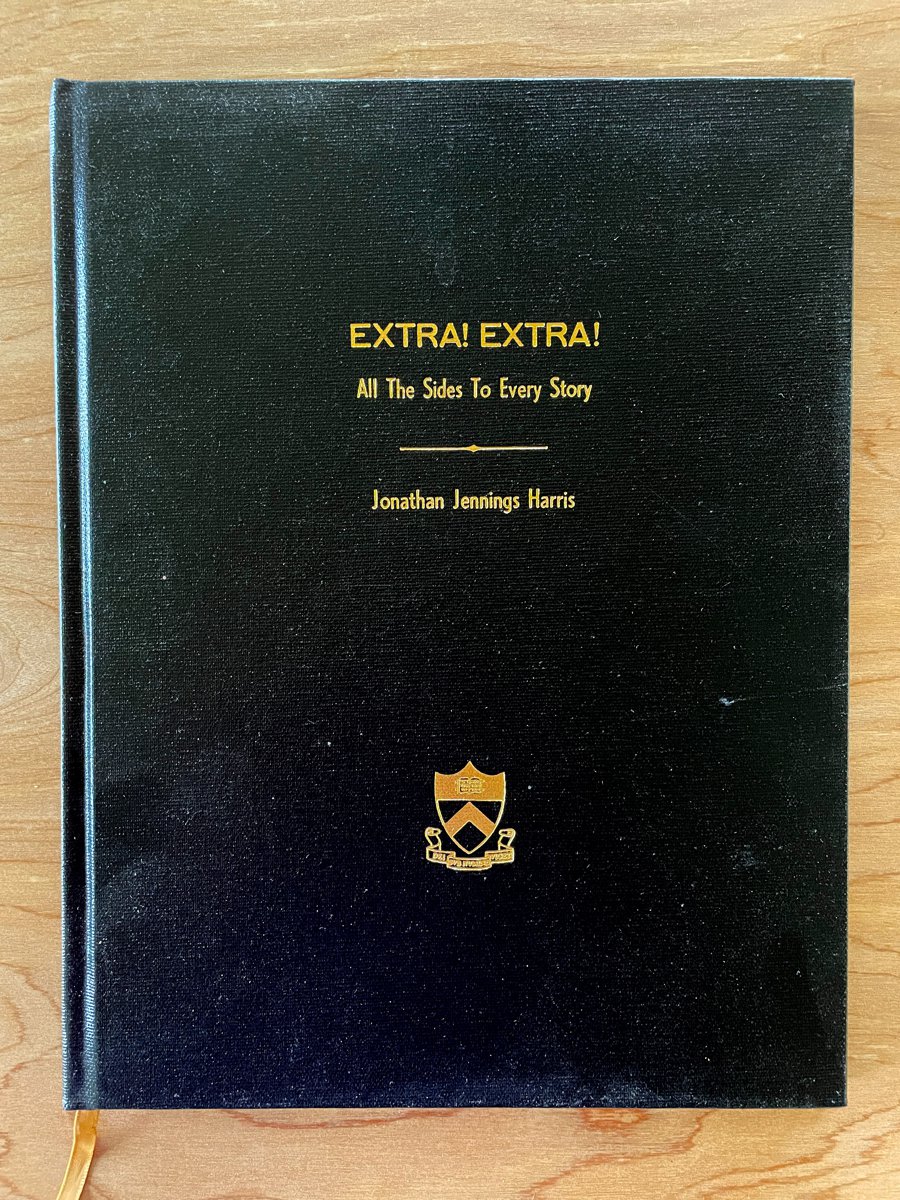 EXTRA! EXTRA!
All The Sides To Every Story
Jonathan Jennings Harris